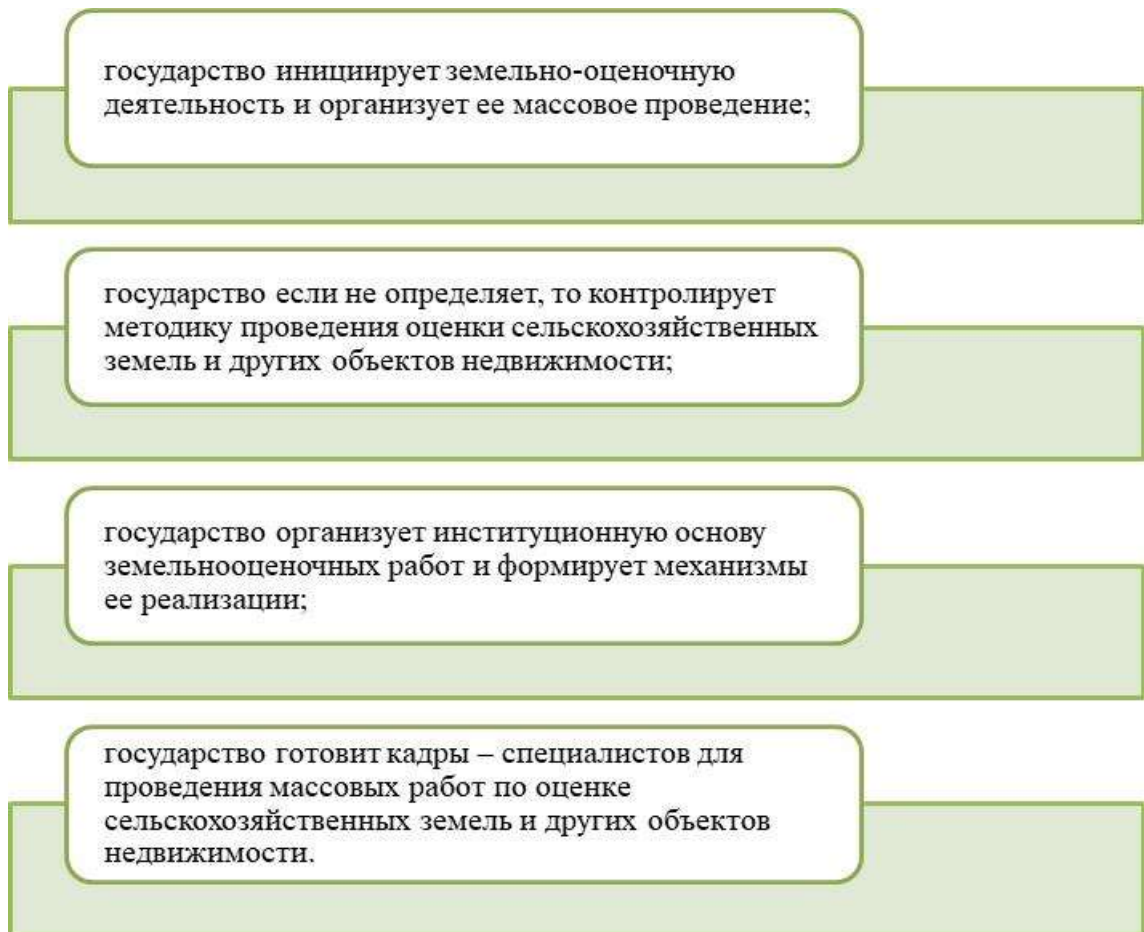 государство инициирует земельно-оценочную
деятельность и организует ее массовое проведение;
государство если не определяет, то контролирует
методику проведения оценки сельскохозяйственных
земель и других объектов недвижимости;
государство организует институционную основу
земельнооценочных работ и формирует механизмы
ее реализации;
государство готовит кадры – специалистов для
проведения массовых работ по оценке
сельскохозяйственных земель и других объектов
недвижимости.